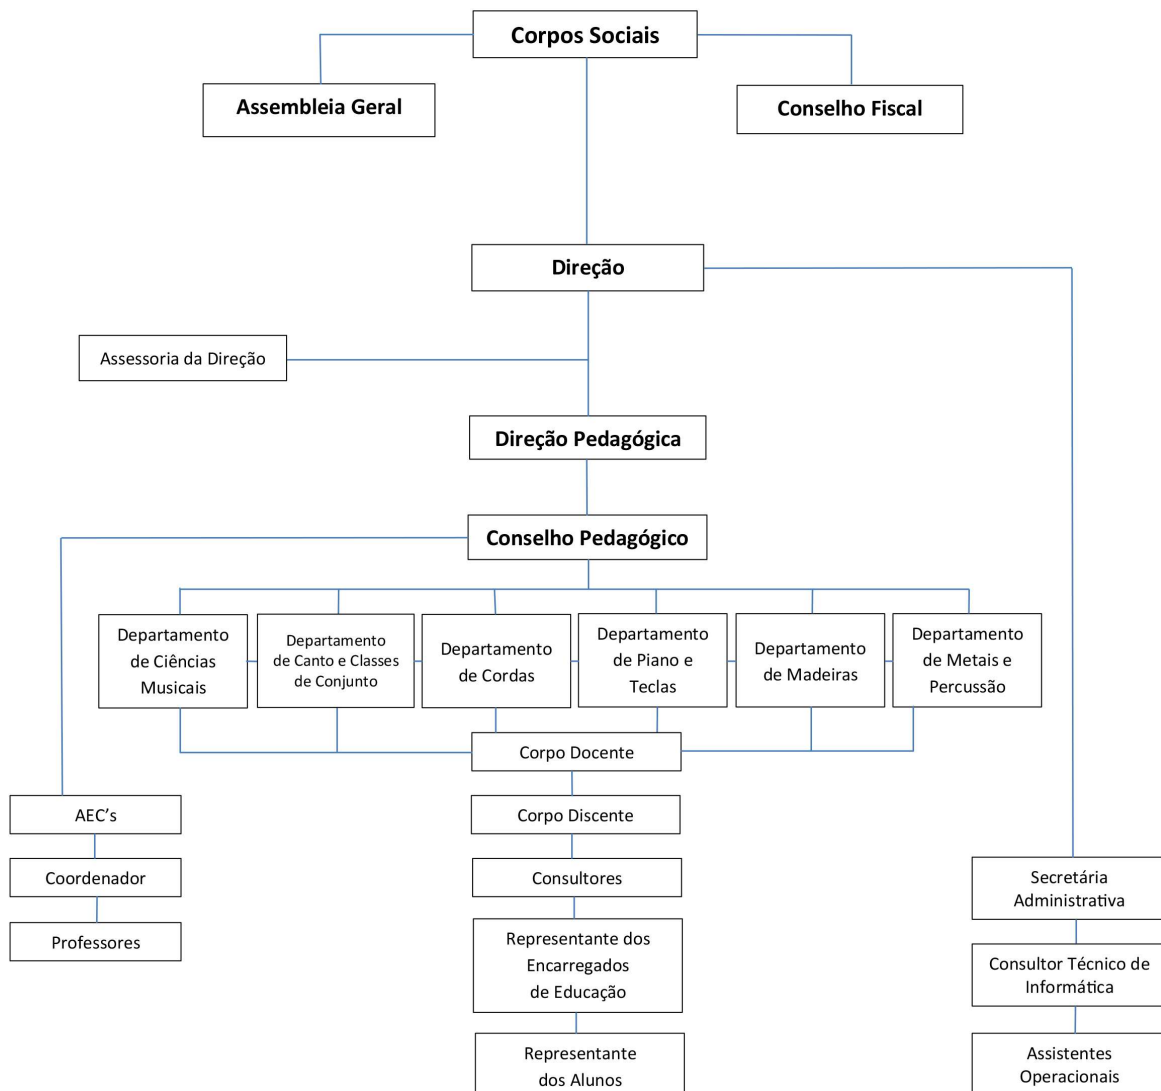 Corpos Sociais
Assembleia Geral
Conselho Fiscal
Direção
Assessoria da Direção
Direção Pedagógica
Conselho Pedagógico
Departamento
de Ciências
Musicais
Departamento
de Canto e Classes
de Conjunto
Departamento
de Cordas
Departamento
de Piano e
Teclas
Departamento
de Madeiras
Departamento
de Metais e
Percussão
Corpo Docente
AEC’s
Corpo Discente
Coordenador
Consultores
Secretária
Administrativa
Professores
Representante dos
Encarregados
de Educação
Consultor Técnico de
Informática
Representante
dos Alunos
Assistentes
Operacionais